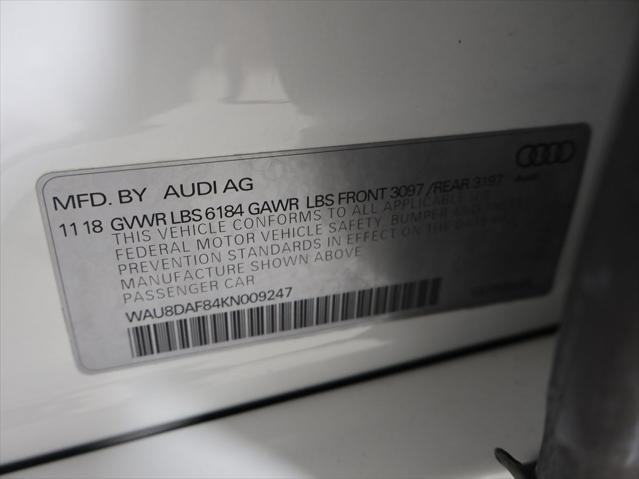 MFD. BY AUDI AG
11 18 GVWR LBS 6184 GAWR LBS FRONT 3097 /REAR 3197
THIS VEHICLE CONFORMS TO ALL APPLICABLE U.S.
FEDERAL MOTOR VEHICLE SAFETY, BUMPER AND THEFT
PREVENTION STANDARDS IN EFFECT ON THE DATE OF
MANUFACTURE SHOWN ABOVE
PASSENGER CAR
WAU8DAF84KN009247
Audi